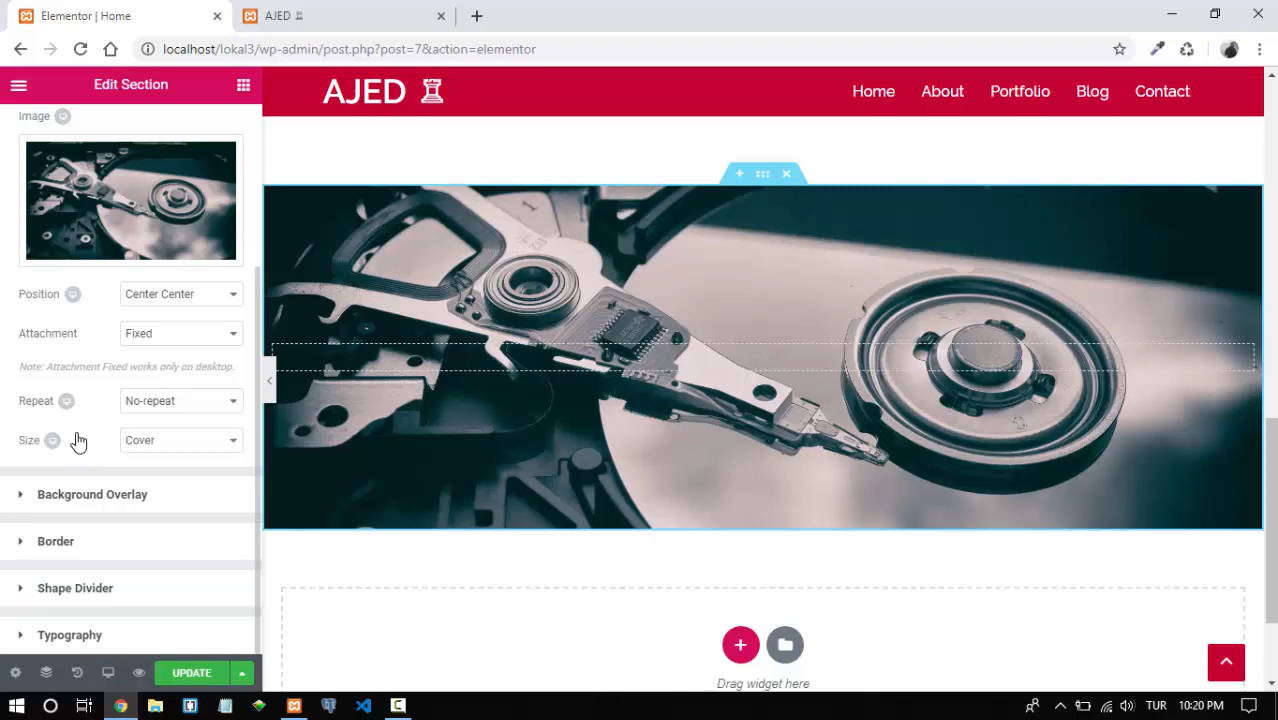 Elementor | Home
AJED ♖
localhost/lokal3/wp-admin/post.php?post=7&action=elementor
Edit Section
Image
Position
Center Center
Attachment
Fixed
Note: Attachment Fixed works only on desktop.
Repeat
No-repeat
Size
Cover
Background Overlay
Border
Shape Divider
Typography
UPDATE
AJED ♖
Home
About
Portfolio
Blog
Contact
Drag widget here
TUR
10:20 PM